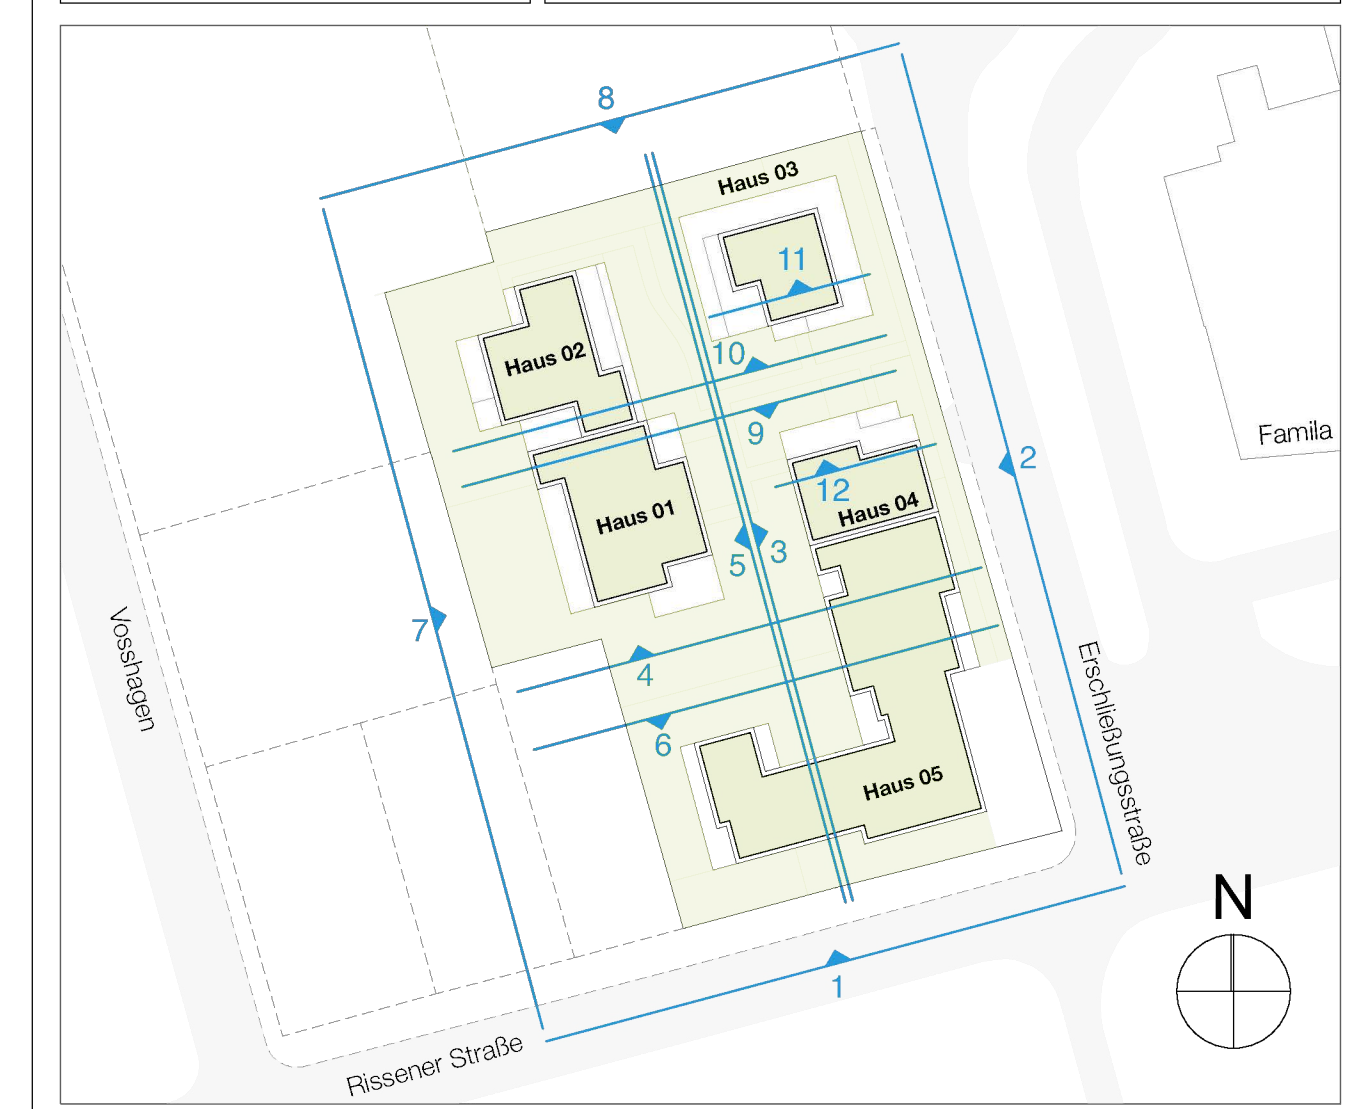 8
Haus 03
11
Haus 02
10
9
Famila
2
12
Haus 04
Haus 01
5
3
7
4
Vosshagen
6
Erschließungsstraße
Haus 05
N
1
Rissener Straße